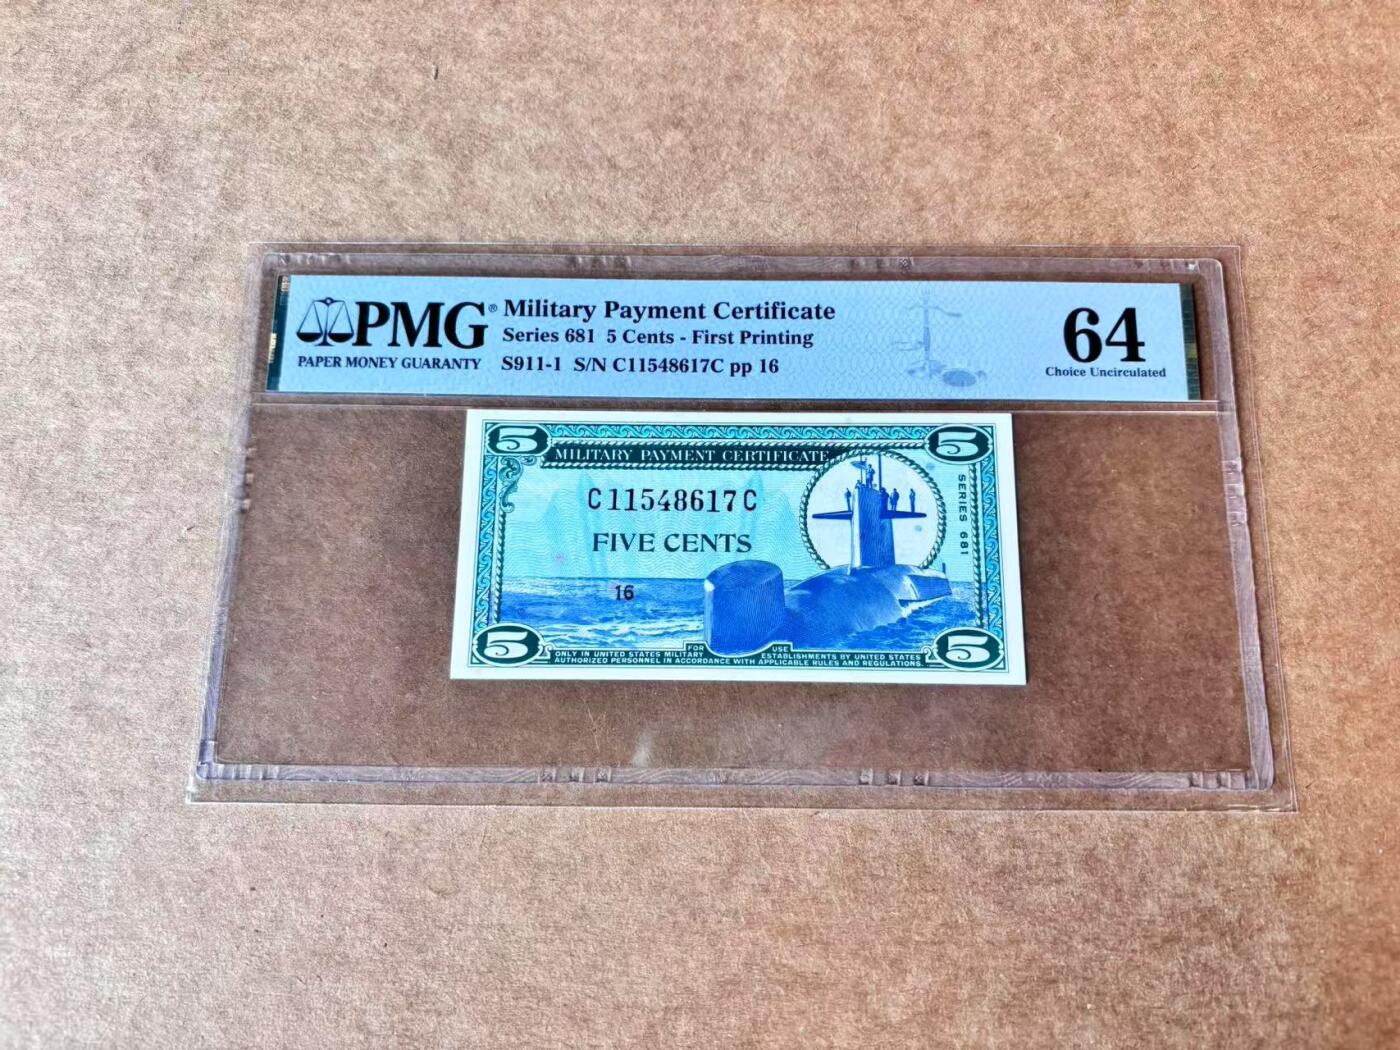 PMG®
PAPER MONEY GUARANTY
Military Payment Certificate
Series 681 5 Cents - First Printing
S911-1 S/N C11548617C pp 16
64
Choice Uncirculated
5
5
MILITARY PAYMENT CERTIFICATE
C11548617C
FIVE CENTS
SERIES 681
16
5
5
FOR USE
ONLY IN UNITED STATES MILITARY ESTABLISHMENTS BY UNITED STATES
AUTHORIZED PERSONNEL IN ACCORDANCE WITH APPLICABLE RULES AND REGULATIONS.